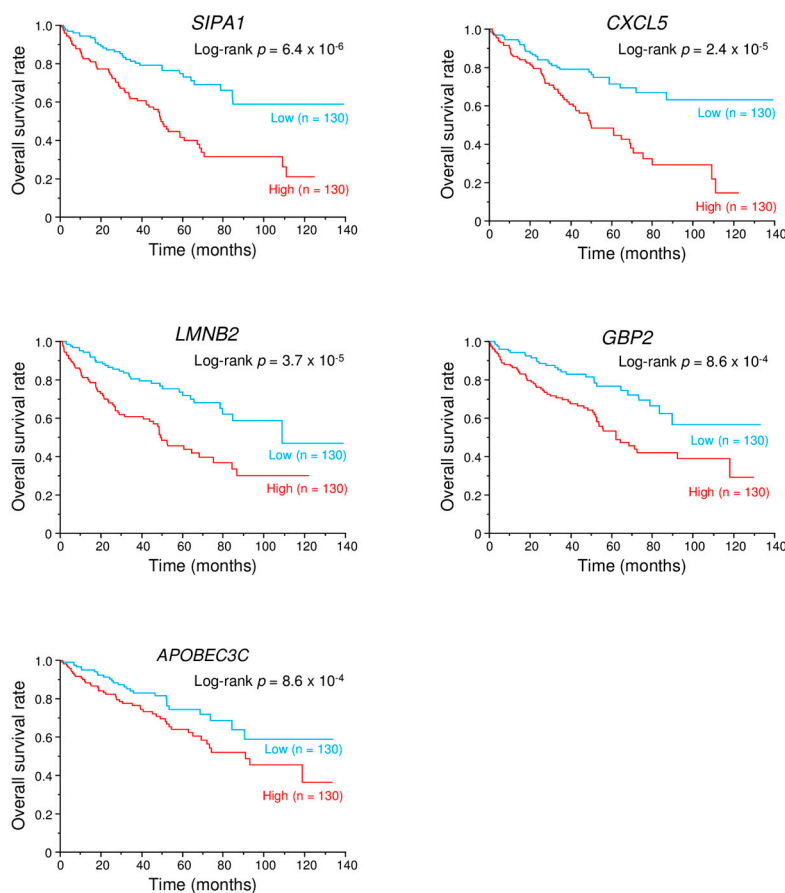 SIPA1
Log-rank p = 6.4 x 10-6
Overall survival rate
1.0
0.8
0.6
0.4
0.2
0
Low (n = 130)
High (n = 130)
0 20 40 60 80 100 120 140
Time (months)
CXCL5
Log-rank p = 2.4 x 10-5
Overall survival rate
1.0
0.8
0.6
0.4
0.2
0
Low (n = 130)
High (n = 130)
0 20 40 60 80 100 120 140
Time (months)
LMNB2
Log-rank p = 3.7 x 10-5
Overall survival rate
1.0
0.8
0.6
0.4
0.2
0
Low (n = 130)
High (n = 130)
0 20 40 60 80 100 120 140
Time (months)
GBP2
Log-rank p = 8.6 x 10-4
Overall survival rate
1.0
0.8
0.6
0.4
0.2
0
Low (n = 130)
High (n = 130)
0 20 40 60 80 100 120 140
Time (months)
APOBEC3C
Log-rank p = 8.6 x 10-4
Overall survival rate
1.0
0.8
0.6
0.4
0.2
0
Low (n = 130)
High (n = 130)
0 20 40 60 80 100 120 140
Time (months)